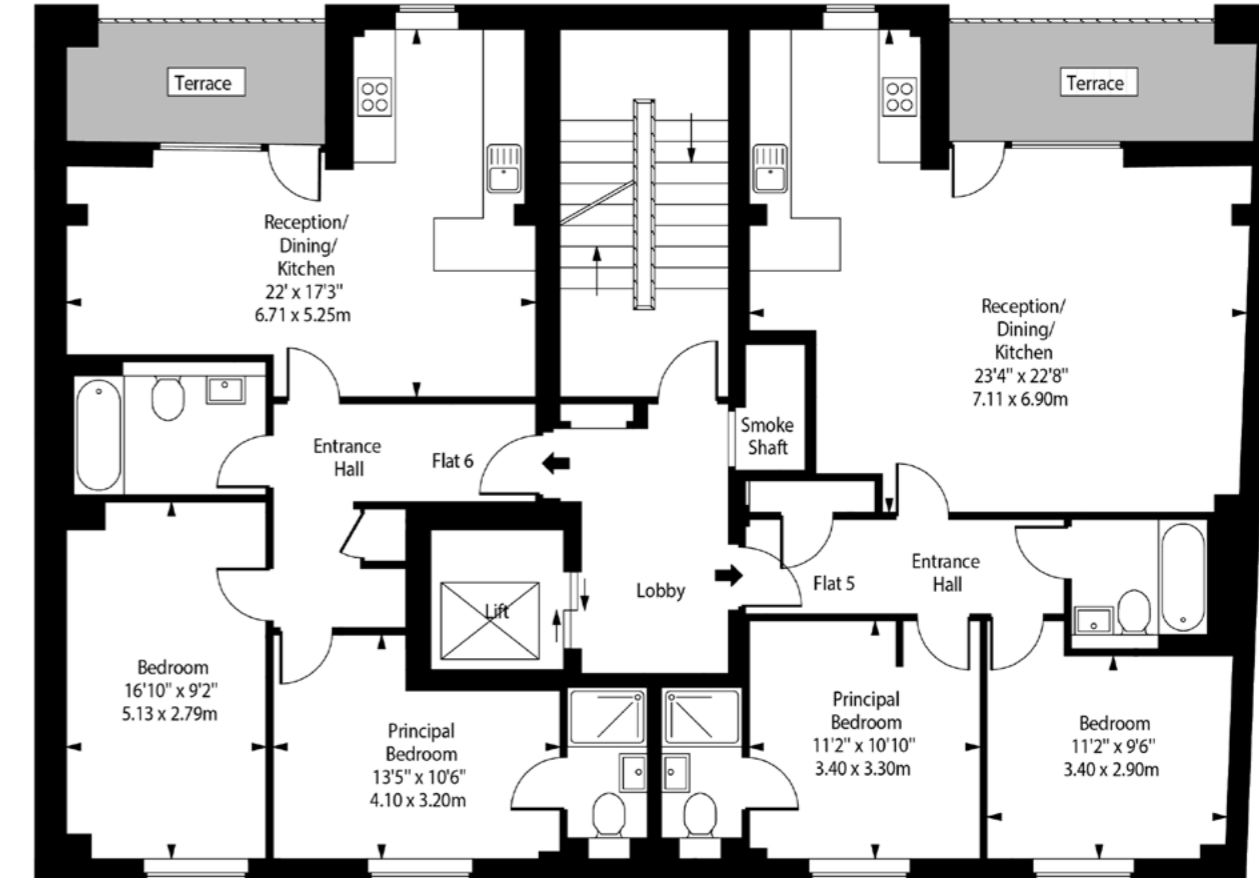 Terrace
Terrace
Reception/
Dining/
Kitchen
22' x 17'3"
6.71 x 5.25m
Reception/
Dining/
Kitchen
23'4" x 22'8"
7.11 x 6.90m
Smoke
Shaft
Entrance
Hall
Flat 6
Entrance
Hall
Flat 5
Lobby
Lift
Bedroom
16'10" x 9'2"
5.13 x 2.79m
Principal
Bedroom
13'5" x 10'6"
4.10 x 3.20m
Principal
Bedroom
11'2" x 10'10"
3.40 x 3.30m
Bedroom
11'2" x 9'6"
3.40 x 2.90m